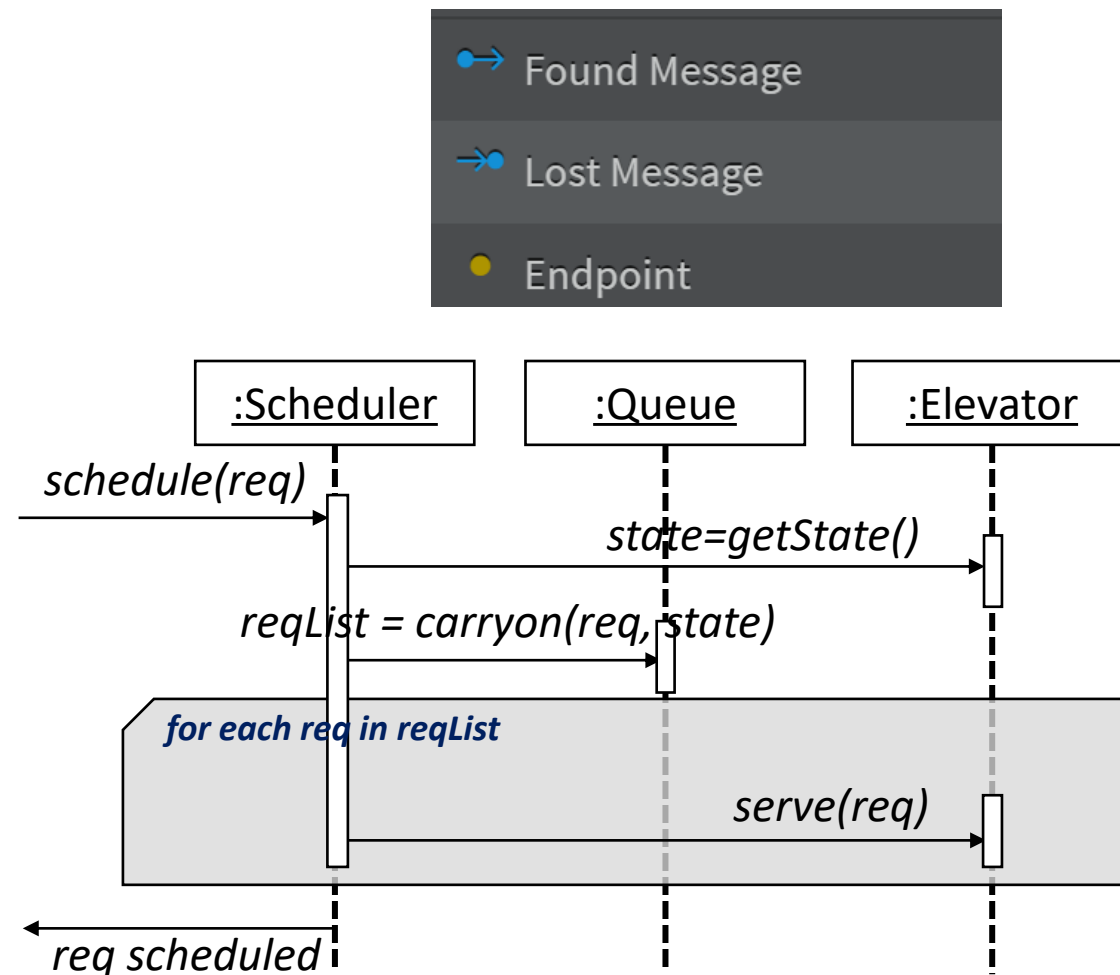 Found Message
Lost Message
Endpoint
:Scheduler
:Queue
:Elevator
schedule(req)
state=getState()
reqList = carryon(req, state)
for each req in reqList
serve(req)
req scheduled